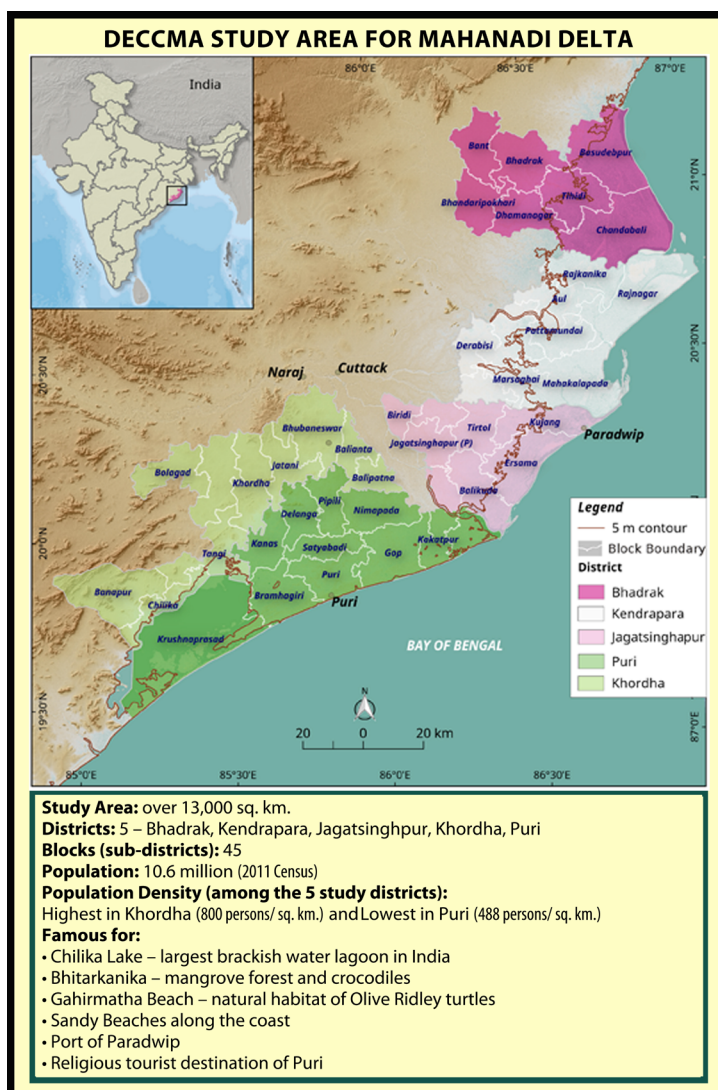 DECCMA STUDY AREA FOR MAHANADI DELTA
86°0'E
86°30'E
87°0'E
India
21°0'N
Bant
Bhadrak
Basudebpur
Bhandaripokhari
Dhamanagar
Tihidi
Chandabali
Rajkanika
Aul
Rajnagar
Pattamundai
Derabisi
20°30'N
20°30'N
Naraj
Cuttack
Marsaghai
Mahakalapada
Biridi
Tirtol
Kujang
Paradwip
Jagatsinghapur (P)
Ersama
Balikuda
Bhubaneswar
Balianta
Jatani
Bolagad
Khordha
Balipatna
Pipili
Delanga
Nimapada
20°0'N
Tangi
Kanas
Satyabadi
Gop
Kakatpur
Puri
Banapur
Chiuka
Bramhagiri
Puri
Krushnaprasad
BAY OF BENGAL
Legend
5 m contour
Block Boundary
District
Bhadrak
Kendrapara
Jagatsinghapur
Puri
Khordha
19°30'N
N
20 0 20 km
87°0'E
85°0'E
85°30'E
86°0'E
86°30'E
Study Area: over 13,000 sq. km.
Districts: 5 – Bhadrak, Kendrapara, Jagatsinghpur, Khordha, Puri
Blocks (sub-districts): 45
Population: 10.6 million (2011 Census)
Population Density (among the 5 study districts):
Highest in Khordha (800 persons/ sq. km.) and Lowest in Puri (488 persons/ sq. km.)
Famous for:
• Chilika Lake – largest brackish water lagoon in India
• Bhitarkanika – mangrove forest and crocodiles
• Gahirmatha Beach – natural habitat of Olive Ridley turtles
• Sandy Beaches along the coast
• Port of Paradwip
• Religious tourist destination of Puri